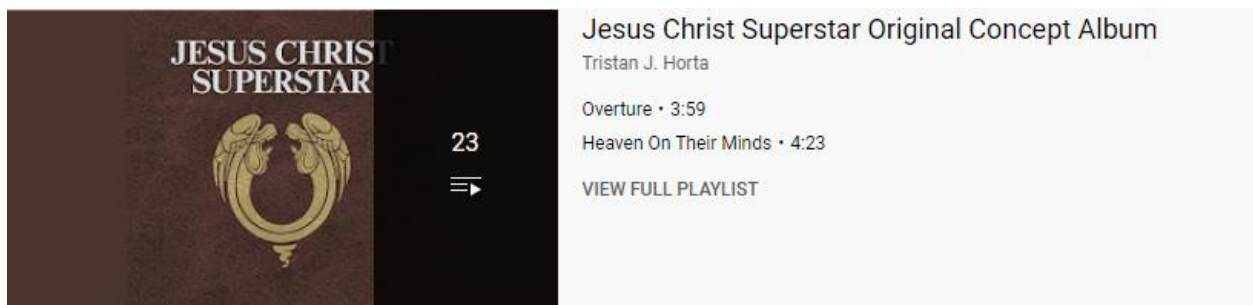 JESUS CHRIST
SUPERSTAR
23
Jesus Christ Superstar Original Concept Album
Tristan J. Horta
Overture • 3:59
Heaven On Their Minds • 4:23
VIEW FULL PLAYLIST